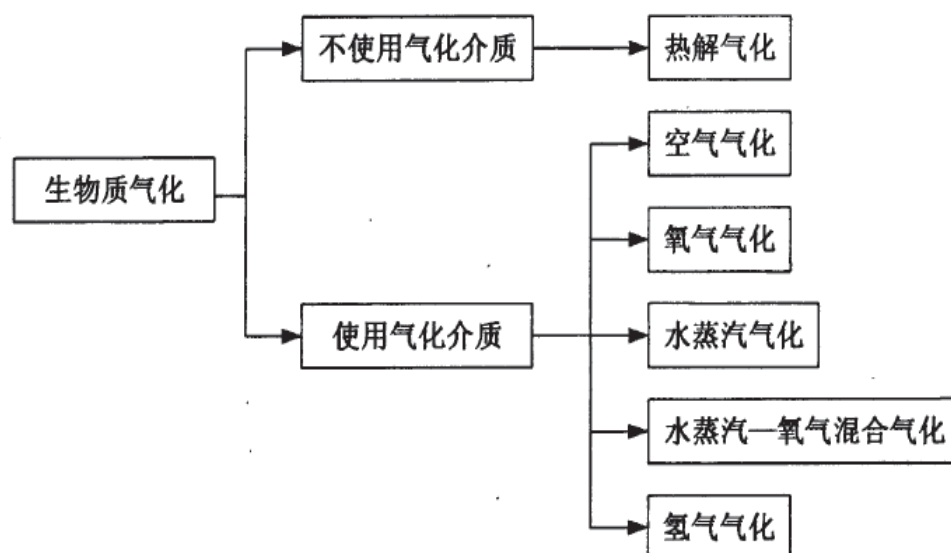 不使用气化介质
热解气化
空气气化
生物质气化
氧气气化
使用气化介质
水蒸汽气化
水蒸汽—氧气混合气化
氢气气化